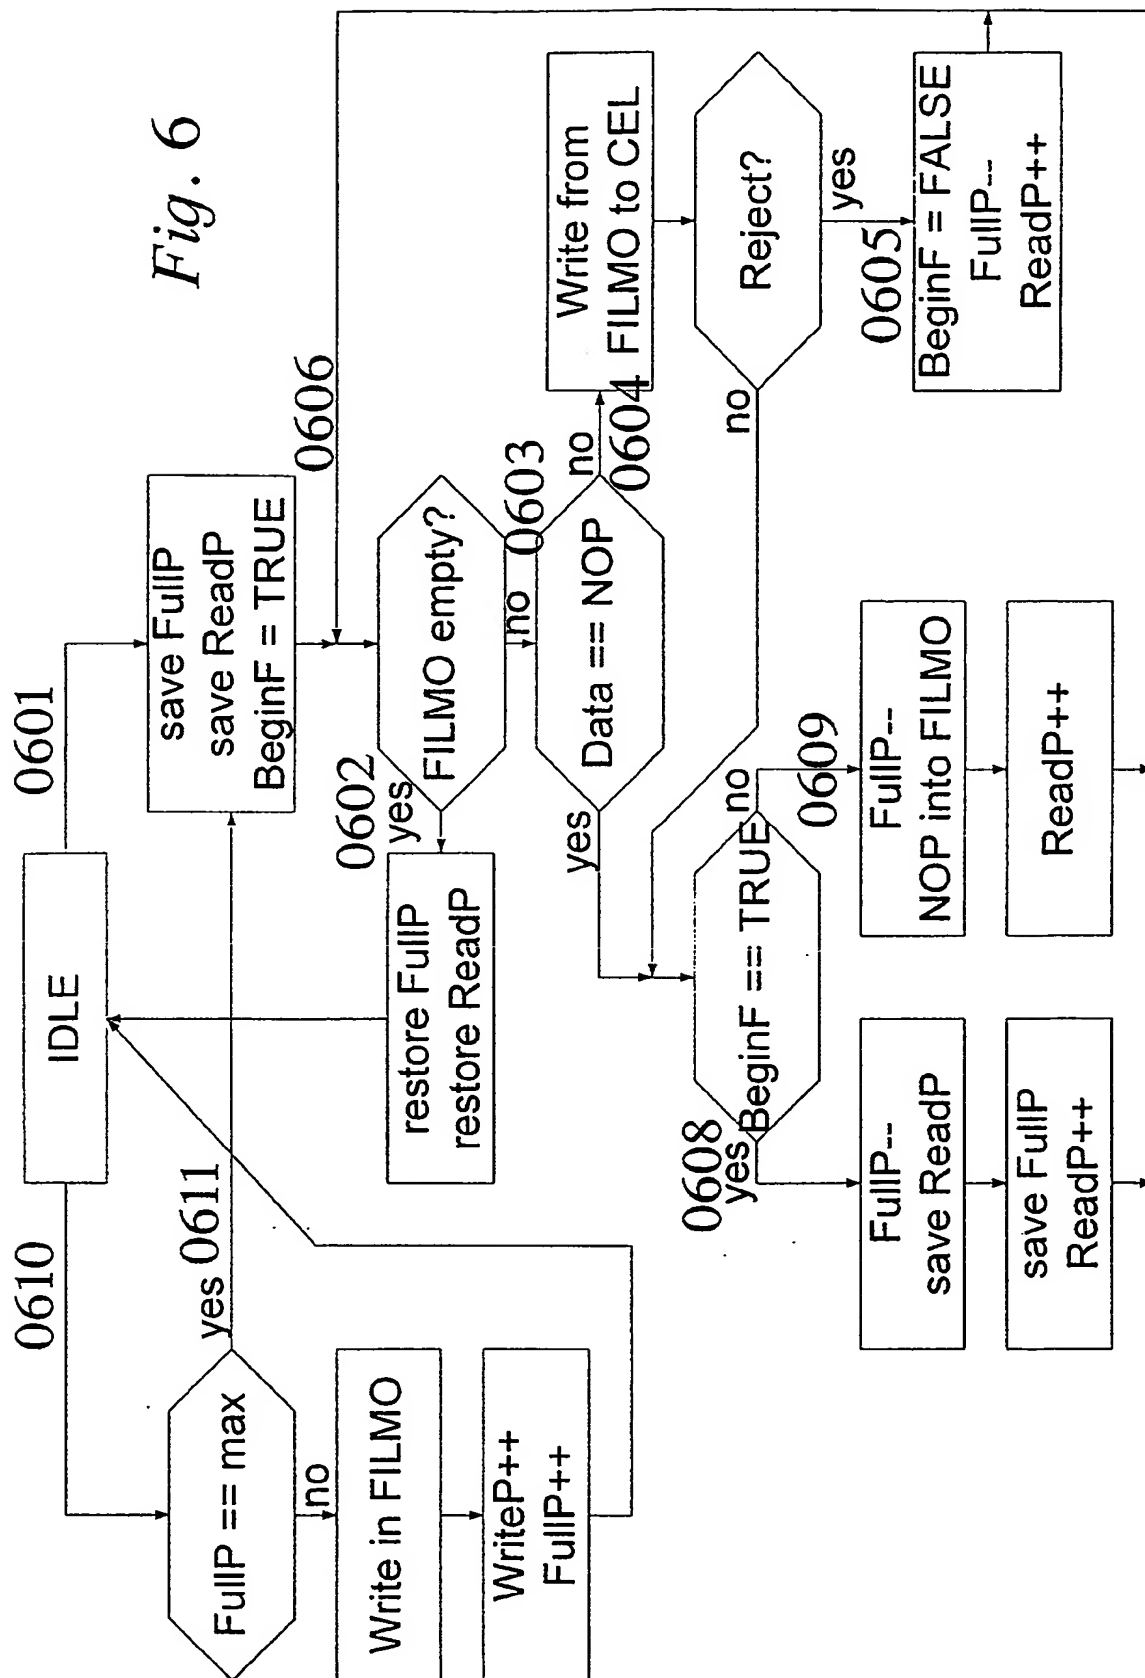 Fig. 6
IDLE
0610
0601
FullP == max
yes
0611
no
Write in FILMO
WriteP++
FullP++
save FullP
save ReadP
BeginF = TRUE
0606
FILMO empty?
0602
yes
restore FullP
restore ReadP
no
0603
Data == NOP
no
0604
yes
Write from
FILMO to CEL
Reject?
no
yes
0605
BeginF = FALSE
FullP--
ReadP++
BeginF == TRUE
0608
yes
no
0609
FullP--
save ReadP
save FullP
ReadP++
FullP--
NOP into FILMO
ReadP++